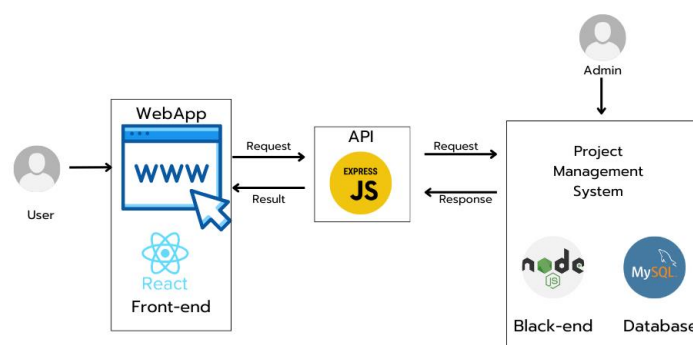 User
WebApp
WWW
React
Front-end
Request
Result
API
EXPRESS
JS
Request
Response
Admin
Project
Management
System
node
JS
Black-end
MySQL
Database